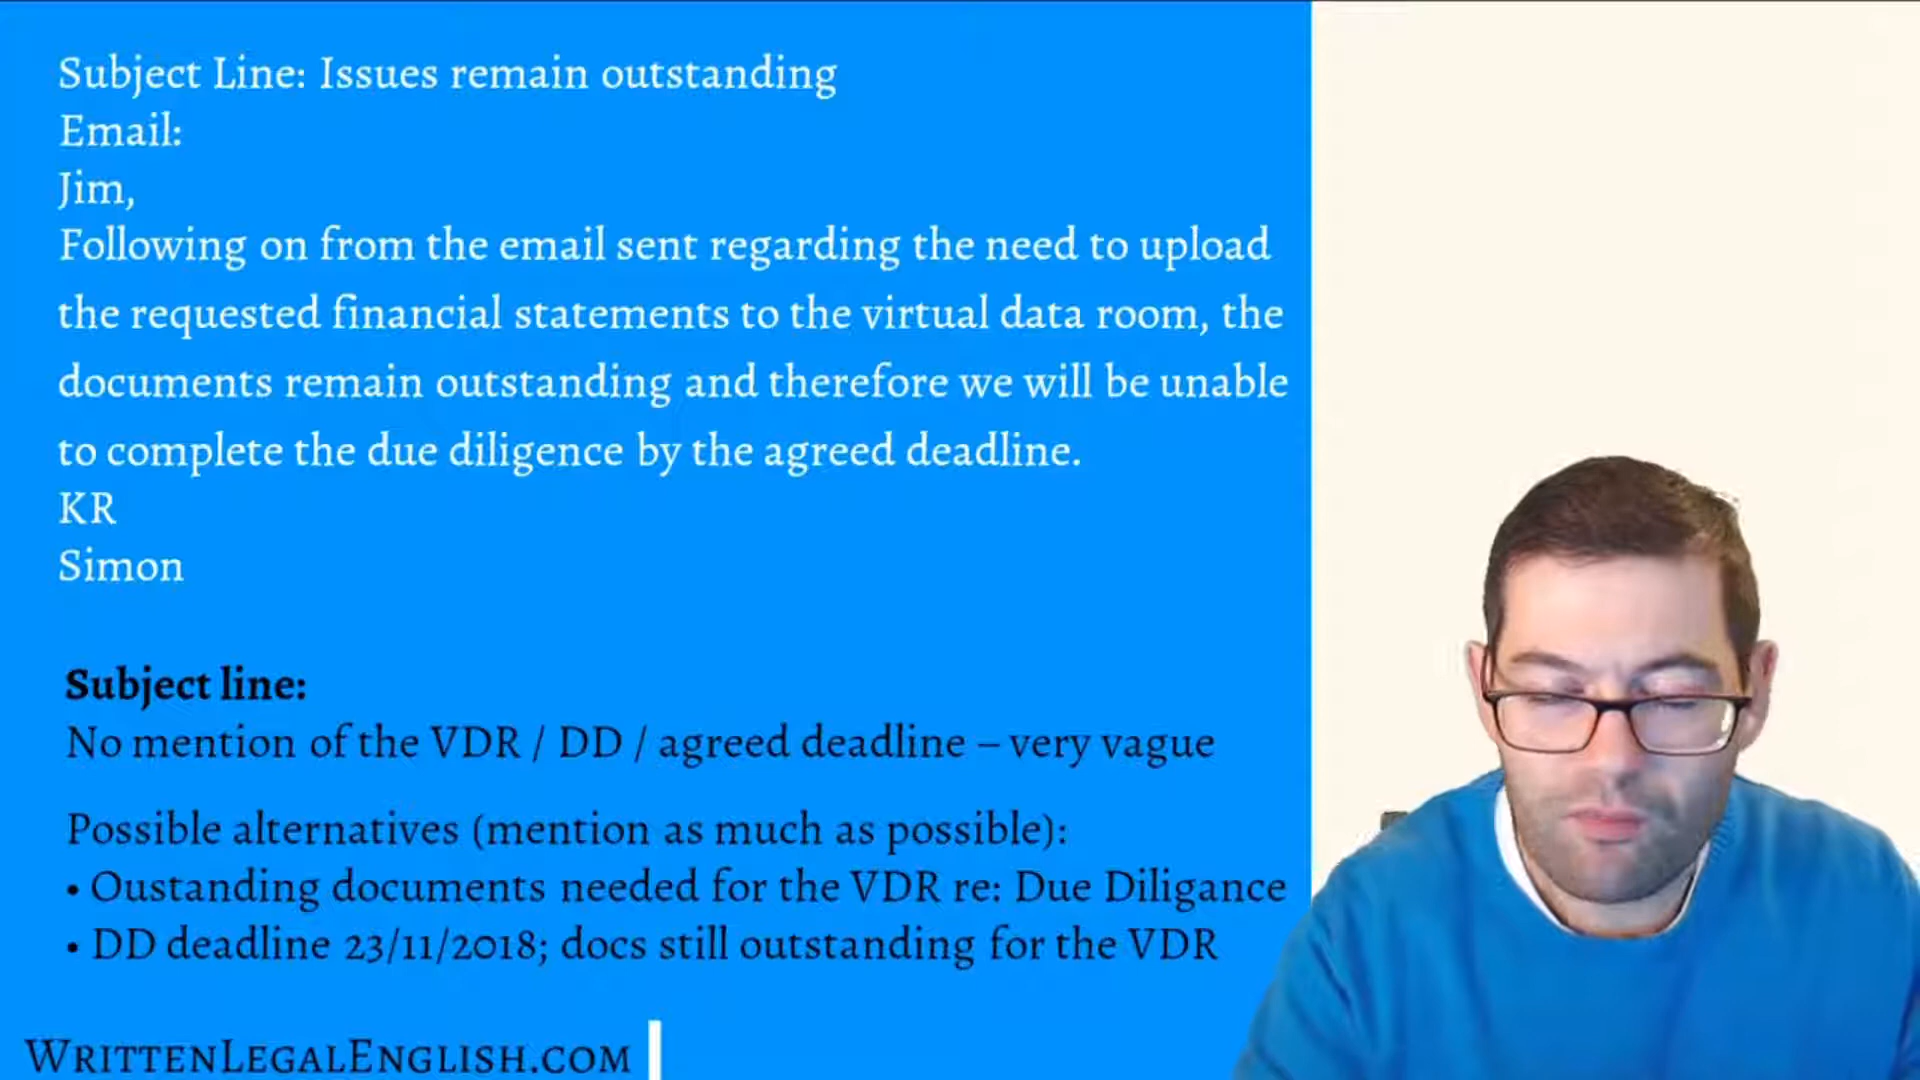 Subject Line: Issues remain outstanding
Email:
Jim,
Following on from the email sent regarding the need to upload
the requested financial statements to the virtual data room, the
documents remain outstanding and therefore we will be unable
to complete the due diligence by the agreed deadline.
KR
Simon
Subject line:
No mention of the VDR / DD / agreed deadline – very vague
Possible alternatives (mention as much as possible):
• Oustanding documents needed for the VDR re: Due Diligance
• DD deadline 23/11/2018; docs still outstanding for the VDR
WrittenLegalEnglish.com